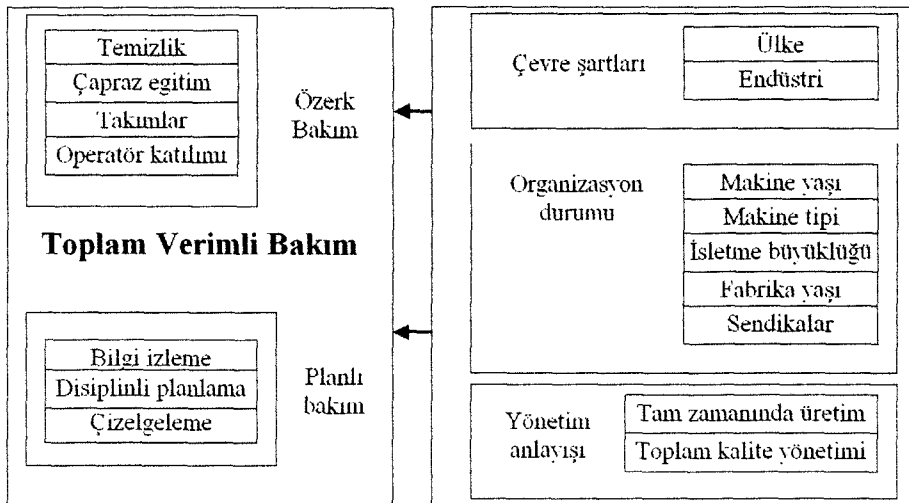 Temizlik
Çapraz egitim
Takımlar
Operatör katılımı
Özerk
Bakım
Toplam Verimli Bakım
Bilgi izleme
Disiplinli planlama
Çizelgeleme
Planlı
bakım
Çevre şartları
Ülke
Endüstri
Organizasyon
durumu
Makine yaşı
Makine tipi
İsletme büyüklüğü
Fabrika yaşı
Sendikalar
Yönetim
anlayışı
Tam zamanında üretim
Toplam kalite yönetimi